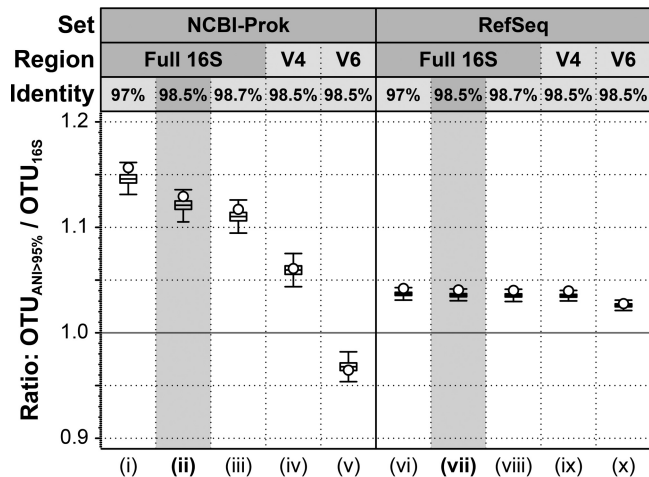 Set NCBI-Prok RefSeq
Region Full 16S V4 V6 Full 16S V4 V6
Identity 97% 98.5% 98.7% 98.5% 98.5% 97% 98.5% 98.7% 98.5% 98.5%
Ratio: OTU_ANI>95% / OTU_16S
1.2
1.1
1.0
0.9
(i) (ii) (iii) (iv) (v) (vi) (vii) (viii) (ix) (x)